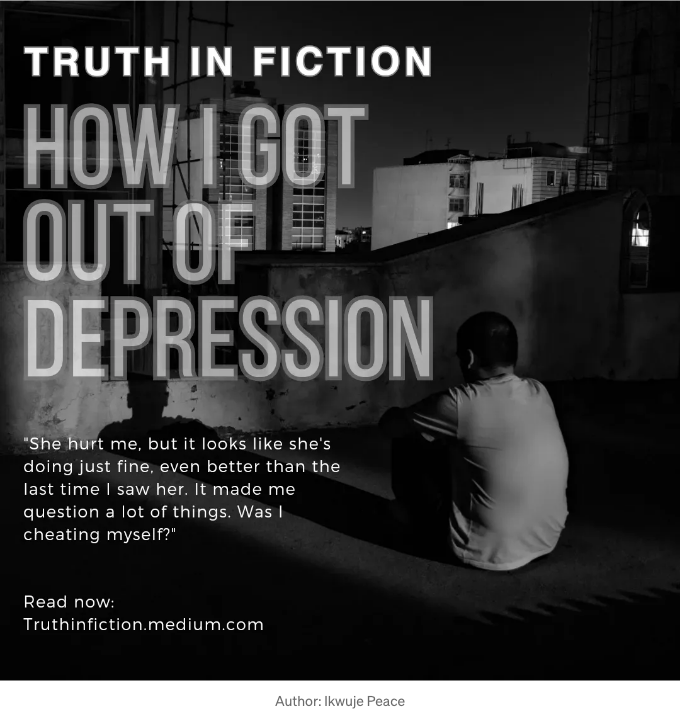 TRUTH IN FICTION
HOW I GOT
OUT OF
DEPRESSION
"She hurt me, but it looks like she's
doing just fine, even better than the
last time I saw her. It made me
question a lot of things. Was I
cheating myself?"
Read now:
Truthinfiction.medium.com
Author: Ikwuje Peace